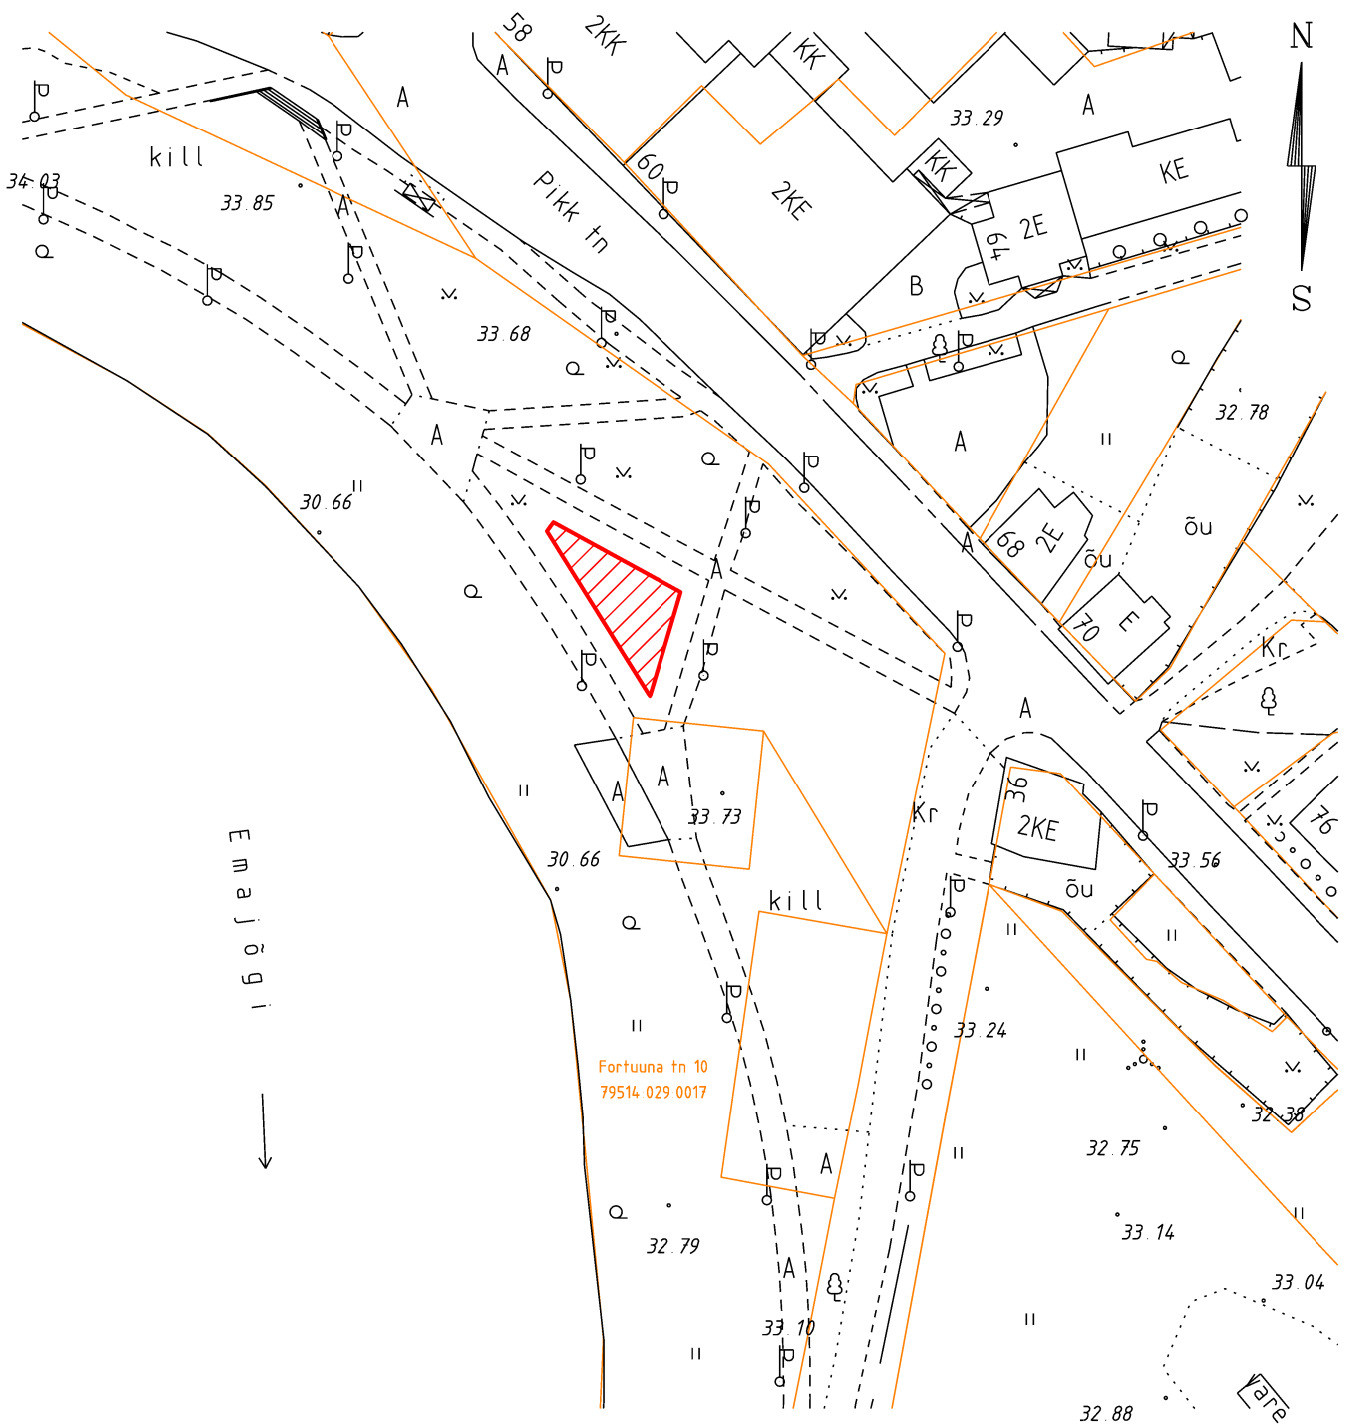 58
2KK
KK
N
A
A
33.29
A
kill
34.03
33.85
A
60
2KE
KK
KE
Pikk tn
64
2E
B
S
33.68
32.78
A
A
30.66
A
68
2E
õu
õu
A
70
E
Kr
A
A
A
33.73
Kr
36
2KE
76
33.56
30.66
õu
kill
Emajõgi
33.24
Fortuuna tn 10
79514 029 0017
32.38
32.75
A
33.14
32.79
A
33.04
33.10
Vare
32.88